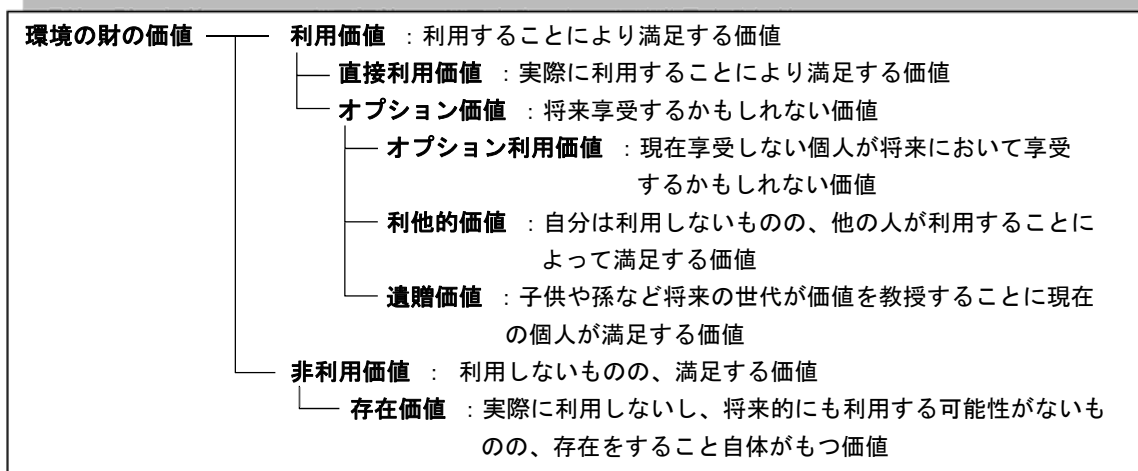 環境の財の価値 利用価値 ：利用することにより満足する価値
直接利用価値 ：実際に利用することにより満足する価値
オプション価値 ：将来享受するかもしれない価値
オプション利用価値 ：現在享受しない個人が将来において享受
するかもしれない価値
利他的価値 ：自分は利用しないものの、他の人が利用することに
よって満足する価値
遺贈価値 ：子供や孫など将来の世代が価値を教授することに現在
の個人が満足する価値
非利用価値 ： 利用しないものの、満足する価値
存在価値 ：実際に利用しないし、将来的にも利用する可能性がないも
のの、存在をすること自体がもつ価値